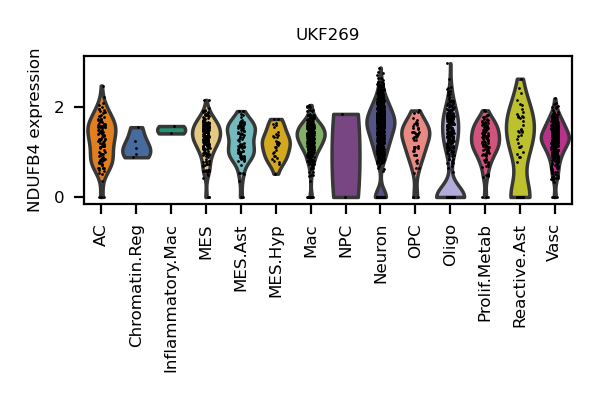 UKF269
NDUFB4 expression
2
0
AC
Chromatin.Reg
Inflammatory.Mac
MES
MES.Ast
MES.Hyp
Mac
NPC
Neuron
OPC
Oligo
Prolif.Metab
Reactive.Ast
Vasc